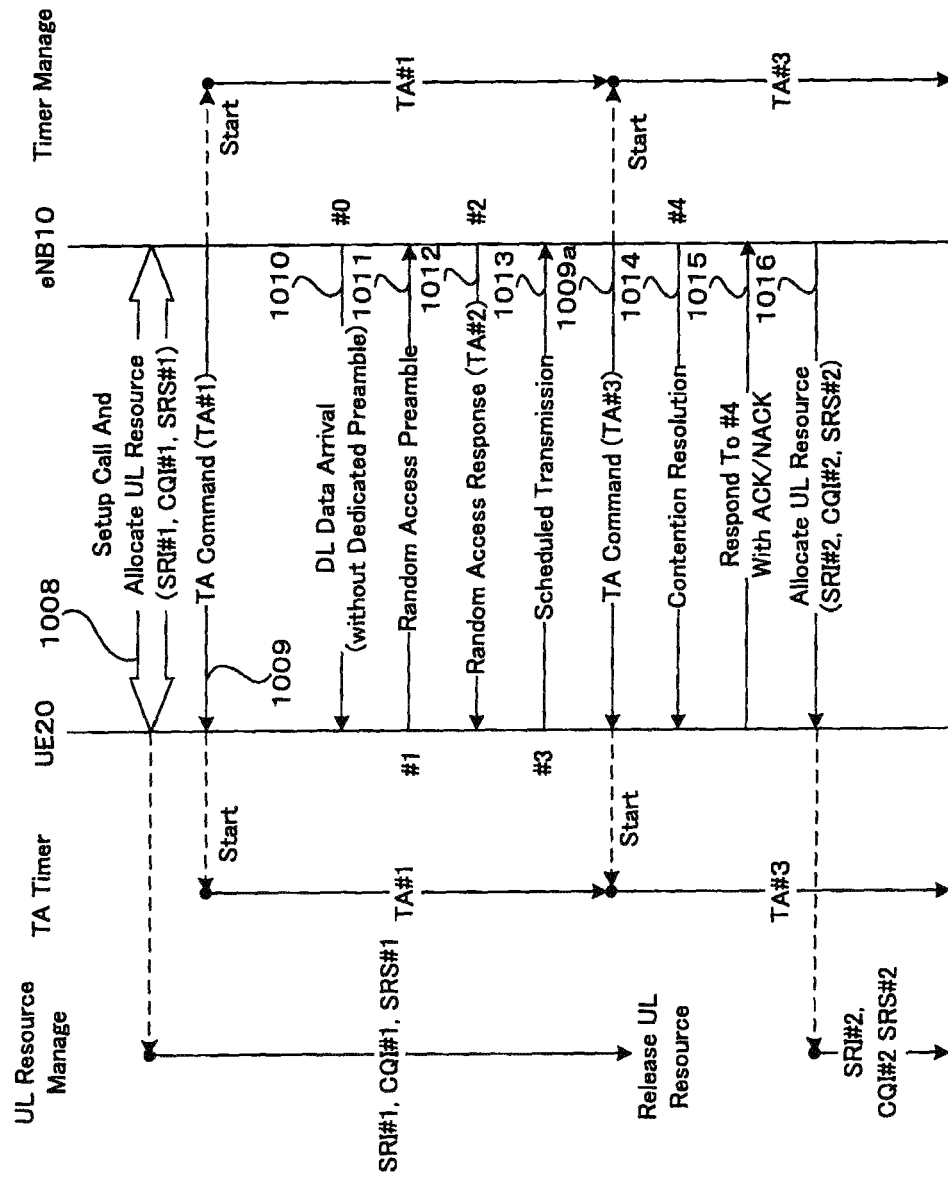 UL Resource
Manage
TA Timer
UE20
eNB10
Timer Manage
1008
Setup Call And
Allocate UL Resource
(SRI#1, CQI#1, SRS#1)
TA Command (TA#1)
1009
Start
Start
TA#1
TA#1
SRI#1, CQI#1, SRS#1
DL Data Arrival
(without Dedicated Preamble)
1010
#0
#1
Random Access Preamble
1011
Random Access Response (TA#2)
1012
#2
#3
Scheduled Transmission
1013
TA Command (TA#3)
1009a
Start
Start
Release UL
Resource
TA#3
TA#3
Contention Resolution
1014
#4
Respond To #4
With ACK/NACK
1015
Allocate UL Resource
(SRI#2, CQI#2, SRS#2)
1016
SRI#2,
CQI#2 SRS#2